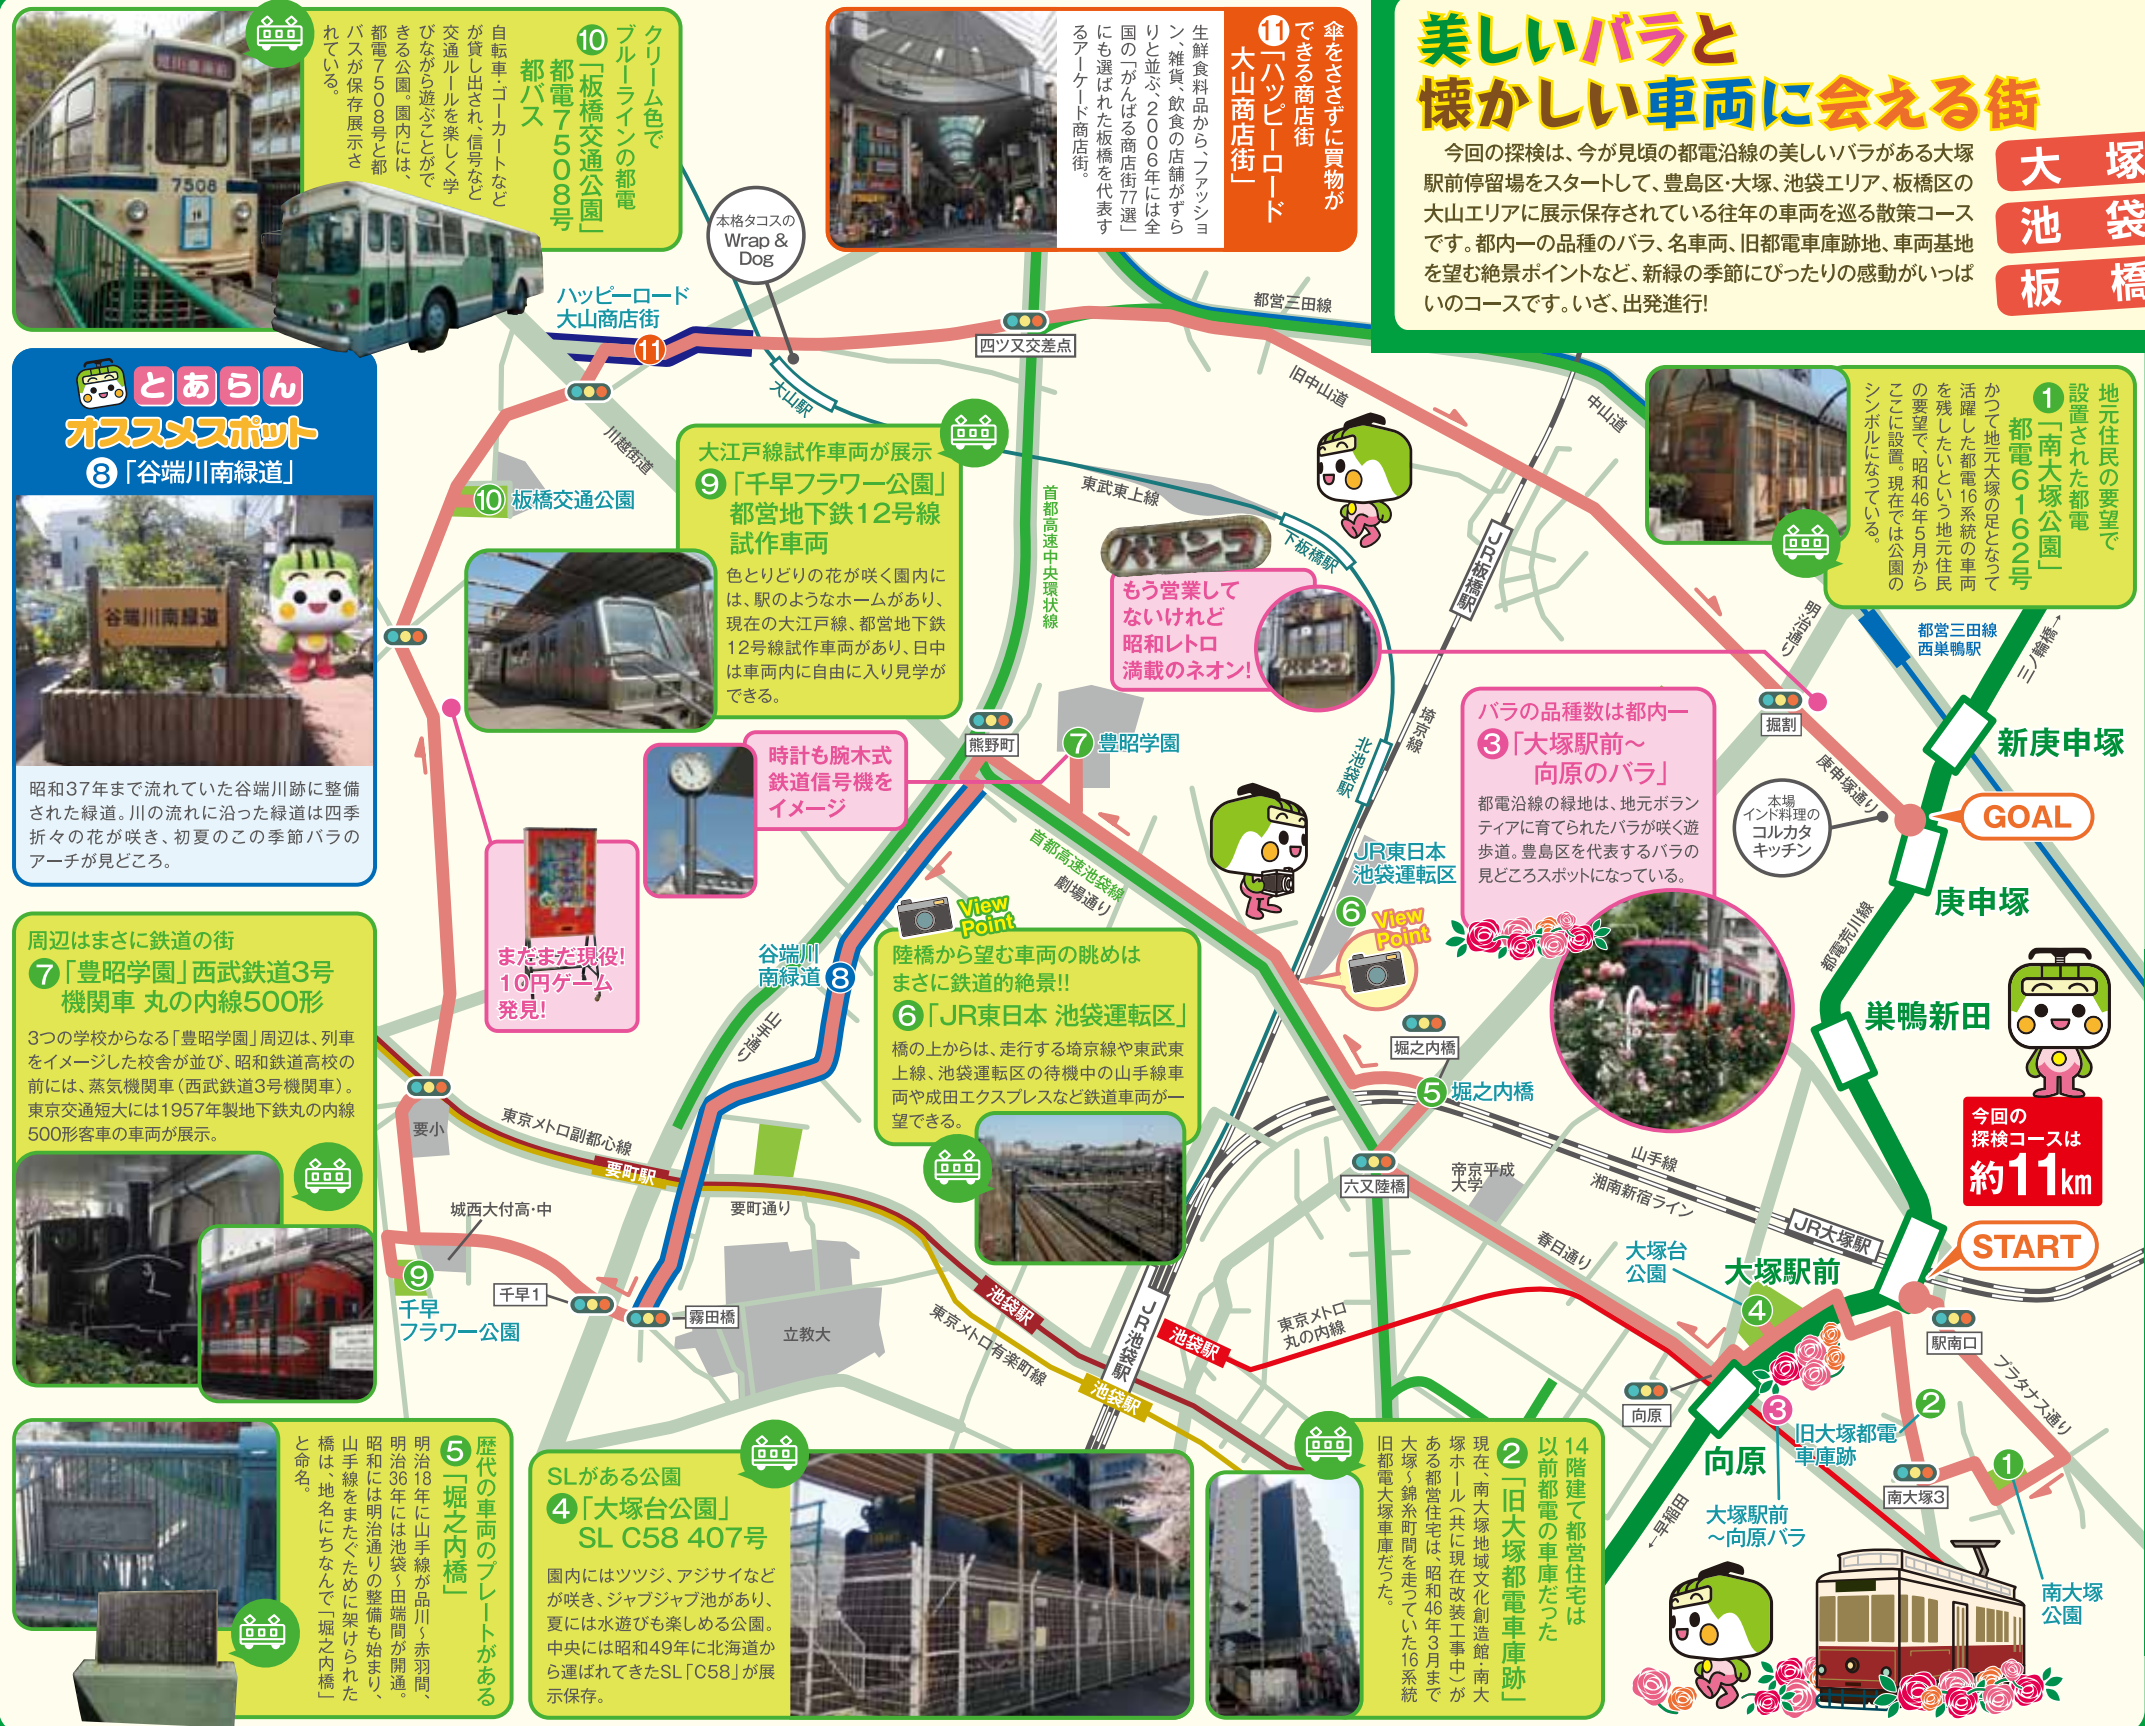 美しいバラと
懐かしい車両に会える街
今回の探検は、今が見頃の都電沿線の美しいバラがある大塚
駅前停留場をスタートして、豊島区・大塚、池袋エリア、板橋区の
大山エリアに展示保存されている往年の車両を巡る散策コース
です。都内一の品種のバラ、名車両、旧都電車庫跡地、車両基地
を望む絶景ポイントなど、新緑の季節にぴったりの感動がいっぱ
いのコースです。いざ、出発進行!
大塚
池袋
板橋
傘をささずに買物が
できる商店街
⑪「ハッピーロード
大山商店街」
生鮮食料品から、ファッショ
ン、雑貨、飲食の店舗がずら
りと並ぶ、2006年には全
国の「がんばる商店街77選」
にも選ばれた板橋を代表す
るアーケード商店街。
クリーム色で
ブルーラインの都電
⑩「板橋交通公園」
都電7508号
都バス
自転車・ゴーカートなど
が貸し出され、信号など
交通ルールを楽しく学
びながら遊ぶことがで
きる公園。園内には、
都電7508号と都
バスが保存展示さ
れている。
7508
本格タコスの
Wrap &
Dog
ハッピーロード
大山商店街
⑪
四ツ又交差点
都営三田線
旧中山道
中山道
大山駅
川越街道
とあらん
オススメスポット
⑧「谷端川南緑道」
谷端川南緑道
昭和37年まで流れていた谷端川跡に整備
された緑道。川の流れに沿った緑道は四季
折々の花が咲き、初夏のこの季節バラの
アーチが見どころ。
⑩ 板橋交通公園
大江戸線試作車両が展示
⑨「千早フラワー公園」
都営地下鉄12号線
試作車両
色とりどりの花が咲く園内に
は、駅のようなホームがあり、
現在の大江戸線、都営地下鉄
12号線試作車両があり、日中
は車両内に自由に入り見学が
できる。
首都高速中央環状線
東武東上線
下板橋駅
JR板橋駅
パチンコ
もう営業して
ないけれど
昭和レトロ
満載のネオン!
地元住民の要望で
設置された都電
①「南大塚公園」
都電6162号
かつて地元大塚の足となって
活躍した都電16系統の車両
を残したいという地元住民
の要望で、昭和46年5月から
ここに設置。現在では公園の
シンボルになっている。
明治通り
都営三田線
西巣鴨駅
三ノ輪橋→
新庚申塚
掘割
庚申塚通り
GOAL
本場
インド料理の
コルカタ
キッチン
庚申塚
都電荒川線
巣鴨新田
熊野町
⑦ 豊昭学園
時計も腕木式
鉄道信号機を
イメージ
まだまだ現役!
10円ゲーム
発見!
埼京線
北池袋駅
首都高速池袋線
劇場通り
JR東日本
池袋運転区
⑥
View
Point
バラの品種数は都内一
③「大塚駅前~
向原のバラ」
都電沿線の緑地は、地元ボラン
ティアに育てられたバラが咲く遊
歩道。豊島区を代表するバラの
見どころスポットになっている。
周辺はまさに鉄道の街
⑦「豊昭学園」西武鉄道3号
機関車 丸の内線500形
3つの学校からなる「豊昭学園」周辺は、列車
をイメージした校舎が並び、昭和鉄道高校の
前には、蒸気機関車(西武鉄道3号機関車)。
東京交通短大には1957年製地下鉄丸の内線
500形客車の車両が展示。
谷端川
南緑道
⑧
山手通り
View
Point
陸橋から望む車両の眺めは
まさに鉄道的絶景!!
⑥「JR東日本 池袋運転区」
橋の上からは、走行する埼京線や東武東
上線、池袋運転区の待機中の山手線車
両や成田エクスプレスなど鉄道車両が一
望できる。
堀之内橋
⑤ 堀之内橋
今回の
探検コースは
約11km
START
要小
東京メトロ副都心線
要町駅
要町通り
城西大付高・中
⑨
千早
フラワー公園
千早1
霧田橋
立教大
池袋駅
東京メトロ有楽町線
JR池袋駅
池袋駅
池袋駅
東京メトロ
丸の内線
六又陸橋
帝京平成
大学
山手線
湘南新宿ライン
JR大塚駅
春日通り
大塚台
公園
④
大塚駅前
駅南口
プラタナス通り
向原
③
②
旧大塚都電
車庫跡
①
南大塚3
向原
大塚駅前
~向原バラ
←早稲田
南大塚
公園
歴代の車両のプレートがある
⑤「堀之内橋」
明治18年に山手線が品川~赤羽間、
明治36年には池袋~田端間が開通。
昭和には明治通りの整備も始まり、
山手線をまたぐために架けられた
橋は、地名にちなんで「堀之内橋」
と命名。
SLがある公園
④「大塚台公園」
SL C58 407号
園内にはツツジ、アジサイなど
が咲き、ジャブジャブ池があり、
夏には水遊びも楽しめる公園。
中央には昭和49年に北海道か
ら運ばれてきたSL「C58」が展
示保存。
14階建て都営住宅は
以前都電の車庫だった
②「旧大塚都電車庫跡」
現在、南大塚地域文化創造館・南大
塚ホール(共に現在改装工事中)が
ある都営住宅は、昭和46年3月まで
大塚~錦糸町間を走っていた16系統
旧都電大塚車庫だった。